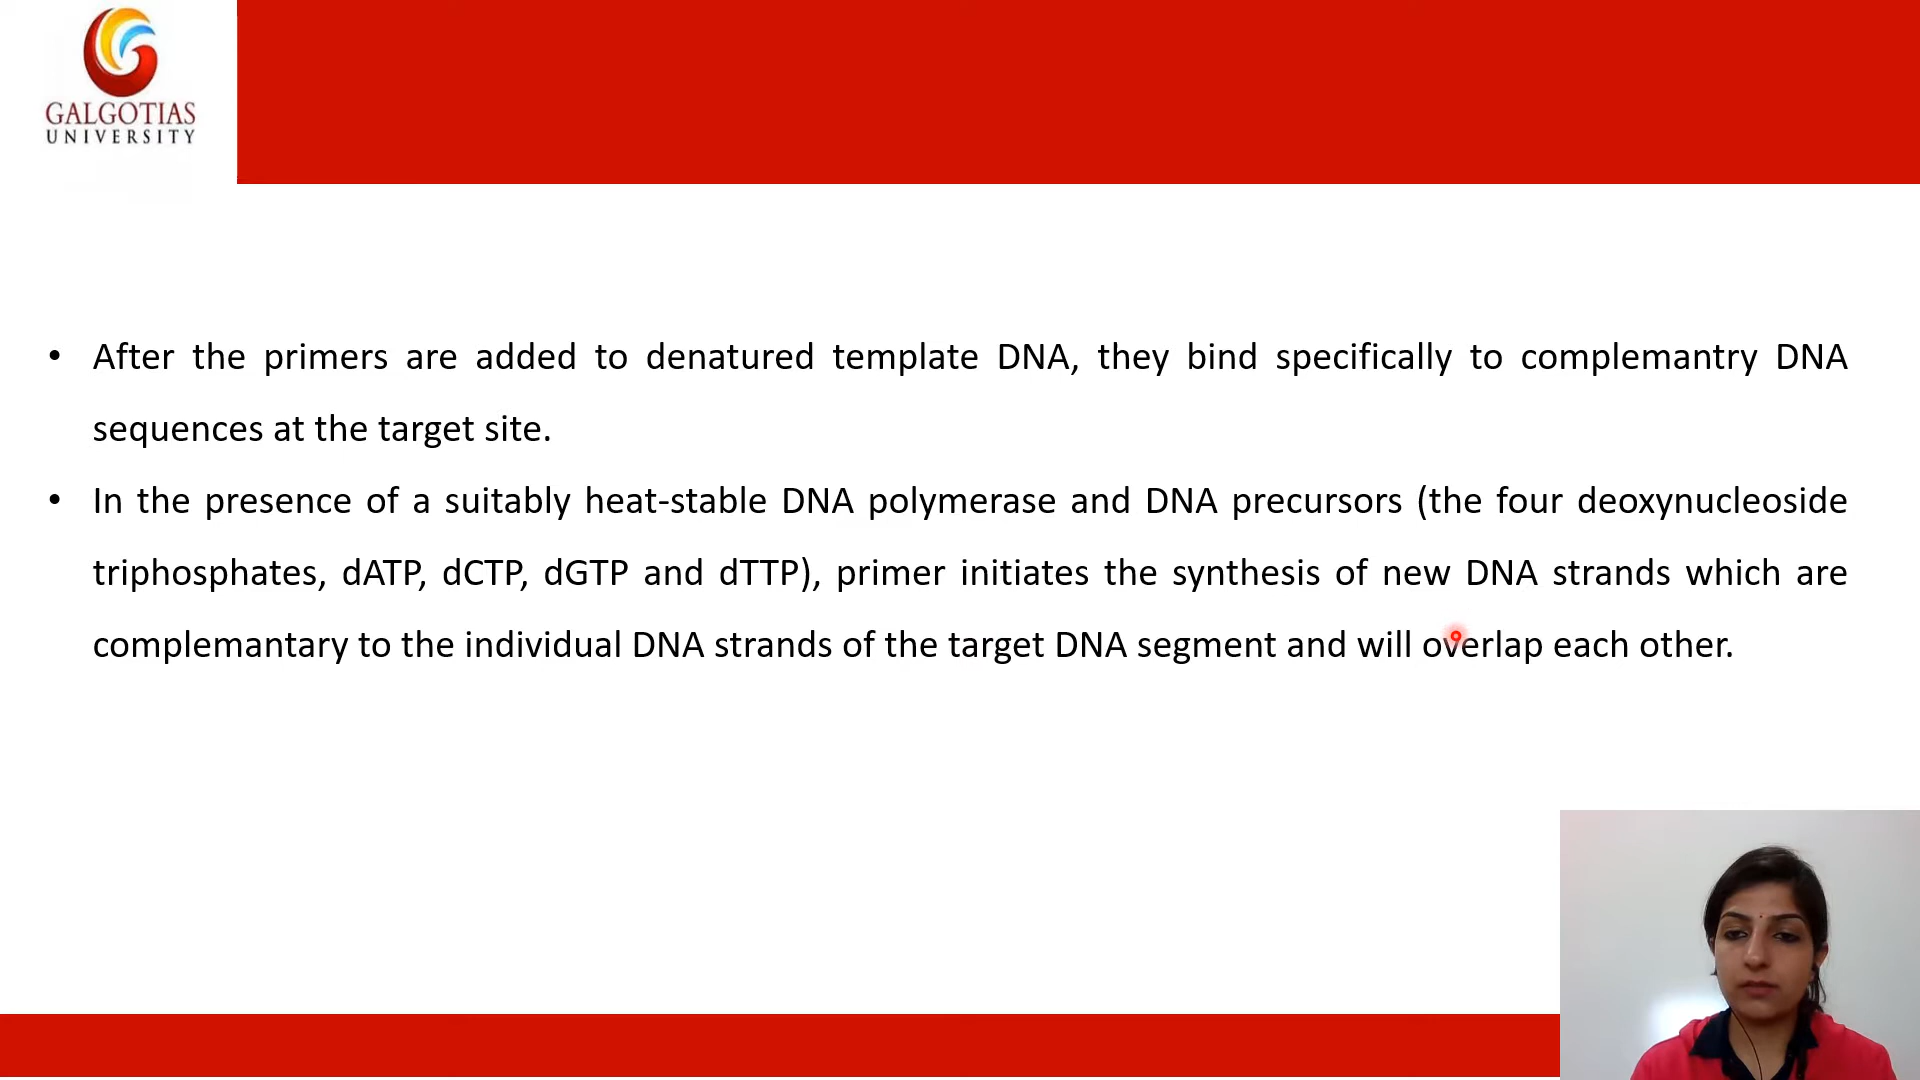 GALGOTIAS
UNIVERSITY
• After the primers are added to denatured template DNA, they bind specifically to complemantry DNA
sequences at the target site.
• In the presence of a suitably heat-stable DNA polymerase and DNA precursors (the four deoxynucleoside
triphosphates, dATP, dCTP, dGTP and dTTP), primer initiates the synthesis of new DNA strands which are
complemantary to the individual DNA strands of the target DNA segment and will overlap each other.